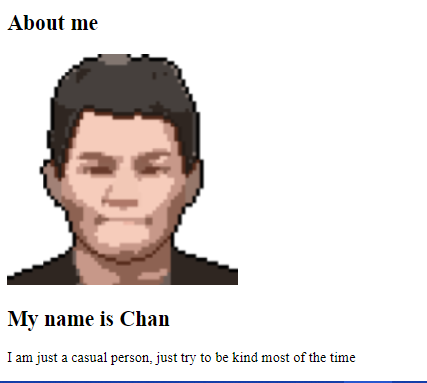 About me
My name is Chan
I am just a casual person, just try to be kind most of the time